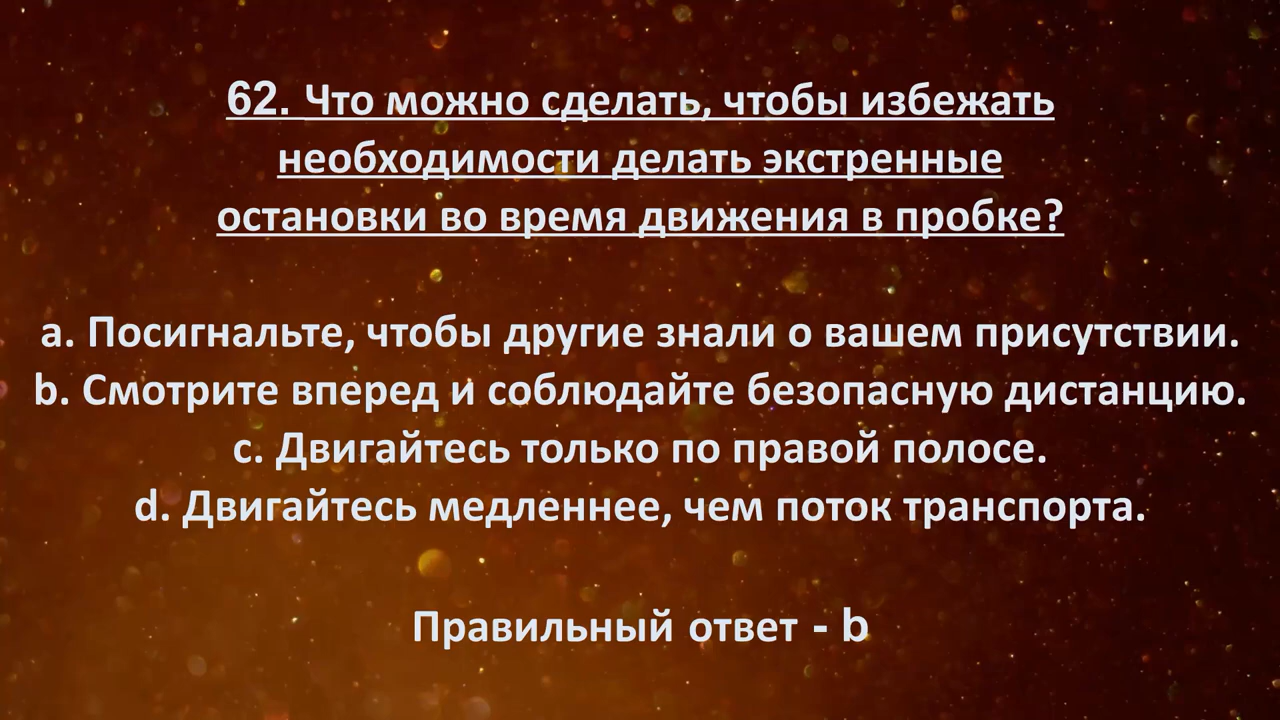 62. Что можно сделать, чтобы избежать
необходимости делать экстренные
остановки во время движения в пробке?
a. Посигнальте, чтобы другие знали о вашем присутствии.
b. Смотрите вперед и соблюдайте безопасную дистанцию.
c. Двигайтесь только по правой полосе.
d. Двигайтесь медленнее, чем поток транспорта.
Правильный ответ - b